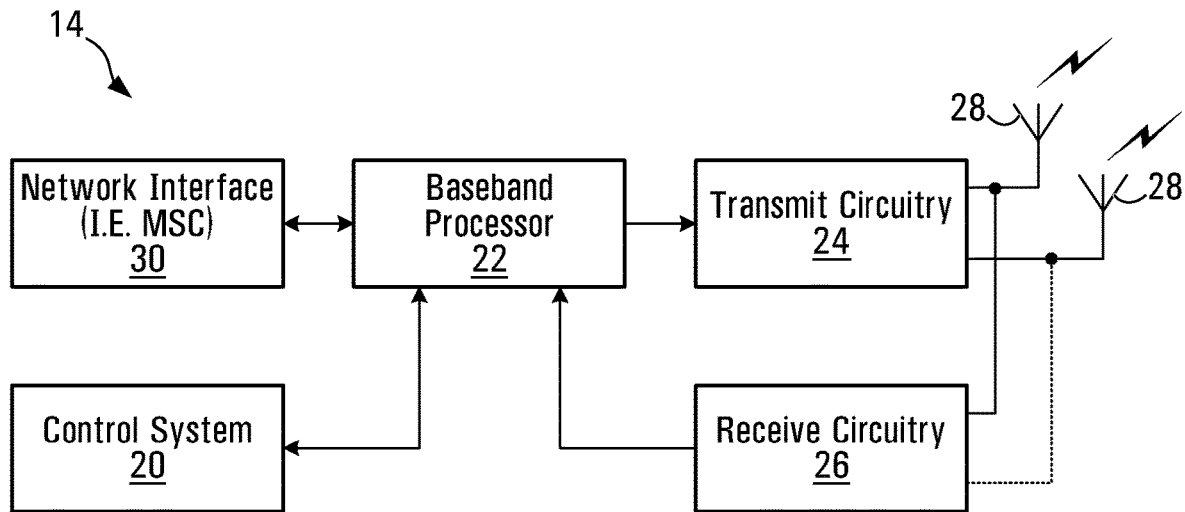 14
28
28
Network Interface
(I.E. MSC)
30
Baseband
Processor
22
Transmit Circuitry
24
Control System
20
Receive Circuitry
26